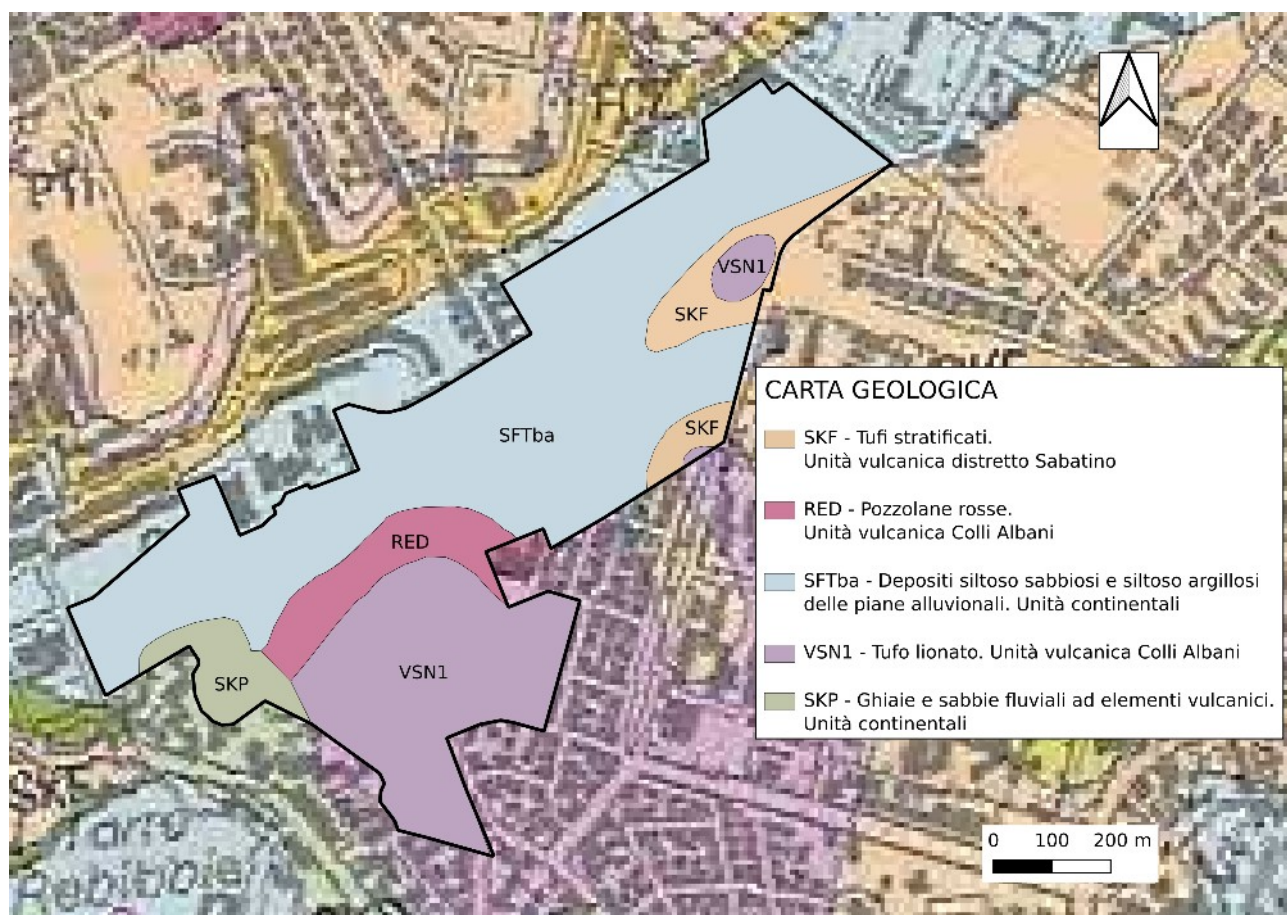 VSN1
SKF
SFTba
SKF
RED
VSN1
SKP
CARTA GEOLOGICA
SKF - Tufi stratificati.
Unità vulcanica distretto Sabatino
RED - Pozzolane rosse.
Unità vulcanica Colli Albani
SFTba - Depositi siltoso sabbiosi e siltoso argillosi
delle piane alluvionali. Unità continentali
VSN1 - Tufo lionato. Unità vulcanica Colli Albani
SKP - Ghiaie e sabbie fluviali ad elementi vulcanici.
Unità continentali
0 100 200 m